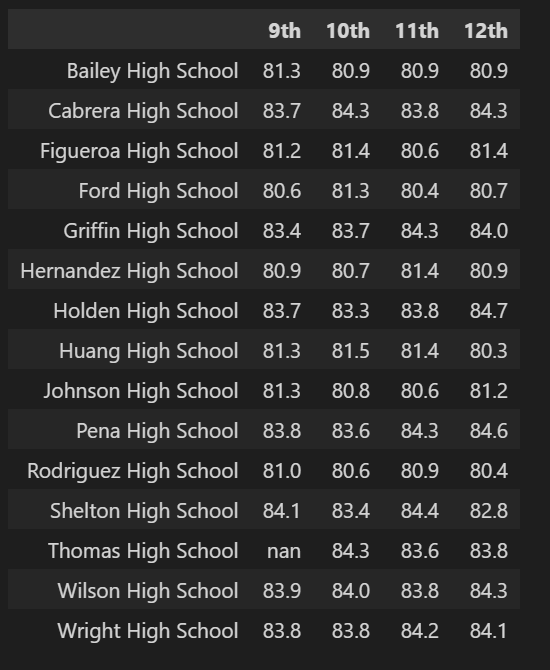 9th 10th 11th 12th
Bailey High School 81.3 80.9 80.9 80.9
Cabrera High School 83.7 84.3 83.8 84.3
Figueroa High School 81.2 81.4 80.6 81.4
Ford High School 80.6 81.3 80.4 80.7
Griffin High School 83.4 83.7 84.3 84.0
Hernandez High School 80.9 80.7 81.4 80.9
Holden High School 83.7 83.3 83.8 84.7
Huang High School 81.3 81.5 81.4 80.3
Johnson High School 81.3 80.8 80.6 81.2
Pena High School 83.8 83.6 84.3 84.6
Rodriguez High School 81.0 80.6 80.9 80.4
Shelton High School 84.1 83.4 84.4 82.8
Thomas High School nan 84.3 83.6 83.8
Wilson High School 83.9 84.0 83.8 84.3
Wright High School 83.8 83.8 84.2 84.1